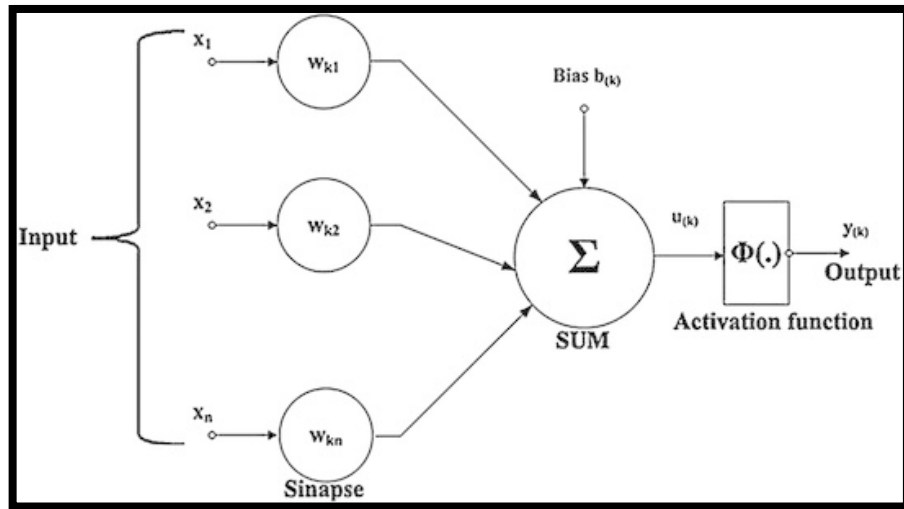 x₁
wₖ₁
Bias b₍ₖ₎
x₂
wₖ₂
Input
Σ
SUM
u₍ₖ₎
Φ(.)
Activation function
y₍ₖ₎
Output
xₙ
wₖₙ
Sinapse